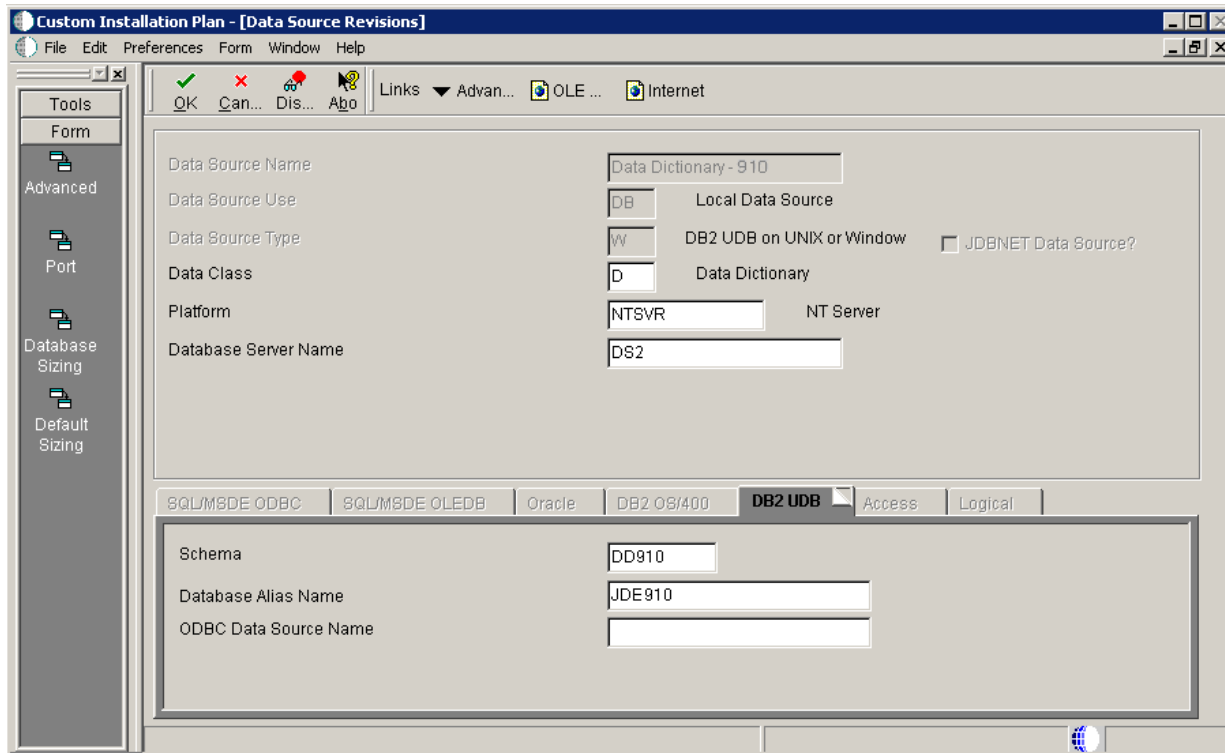 Custom Installation Plan - [Data Source Revisions]
File Edit Preferences Form Window Help
Tools
Form
Advanced
Port
Database
Sizing
Default
Sizing
OK Can... Dis... Abo Links Advan... OLE ... Internet
Data Source Name Data Dictionary - 910
Data Source Use DB Local Data Source
Data Source Type W DB2 UDB on UNIX or Window JDBNET Data Source?
Data Class D Data Dictionary
Platform NTSVR NT Server
Database Server Name DS2
SQL/MSDE ODBC SQL/MSDE OLEDB Oracle DB2 OS/400 DB2 UDB Access Logical
Schema DD910
Database Alias Name JDE910
ODBC Data Source Name